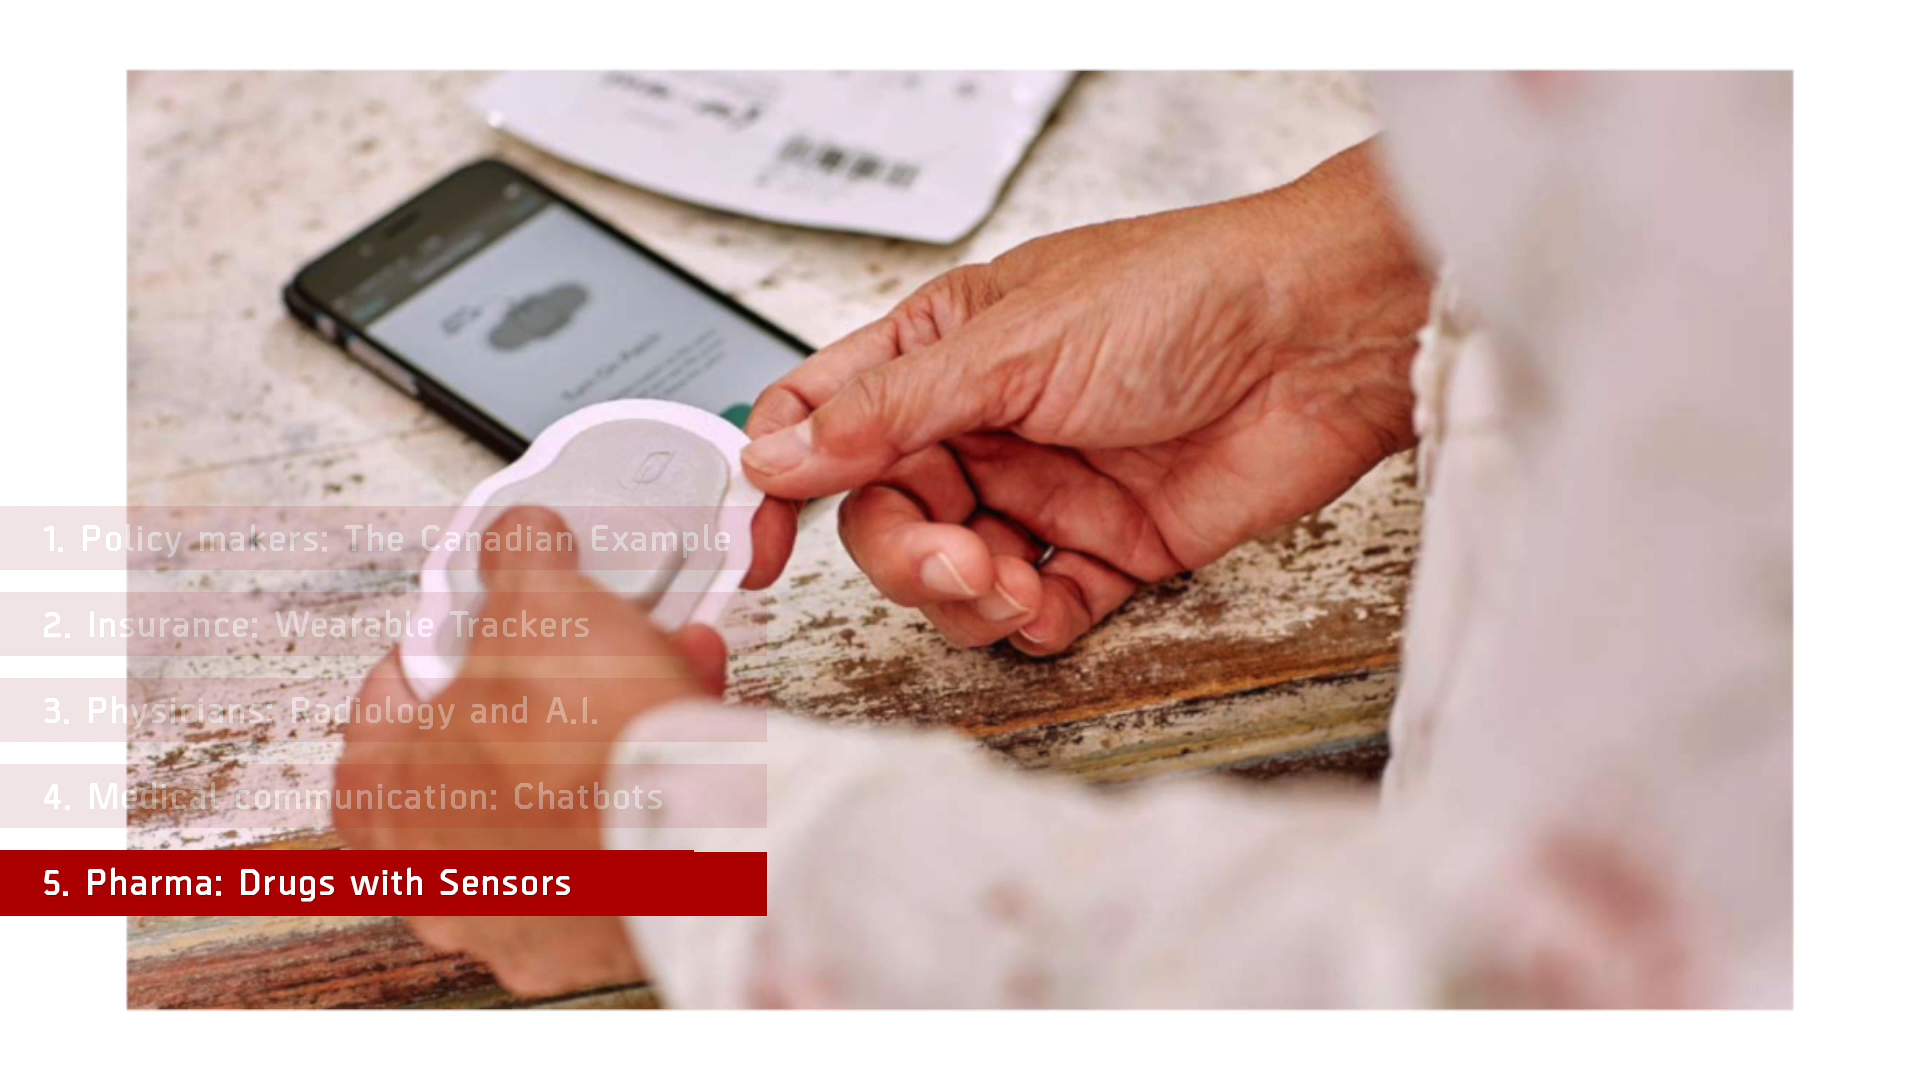 1. Policy makers: The Canadian Example
2. Insurance: Wearable Trackers
3. Physicians: Radiology and A.I.
4. Medical communication: Chatbots
5. Pharma: Drugs with Sensors